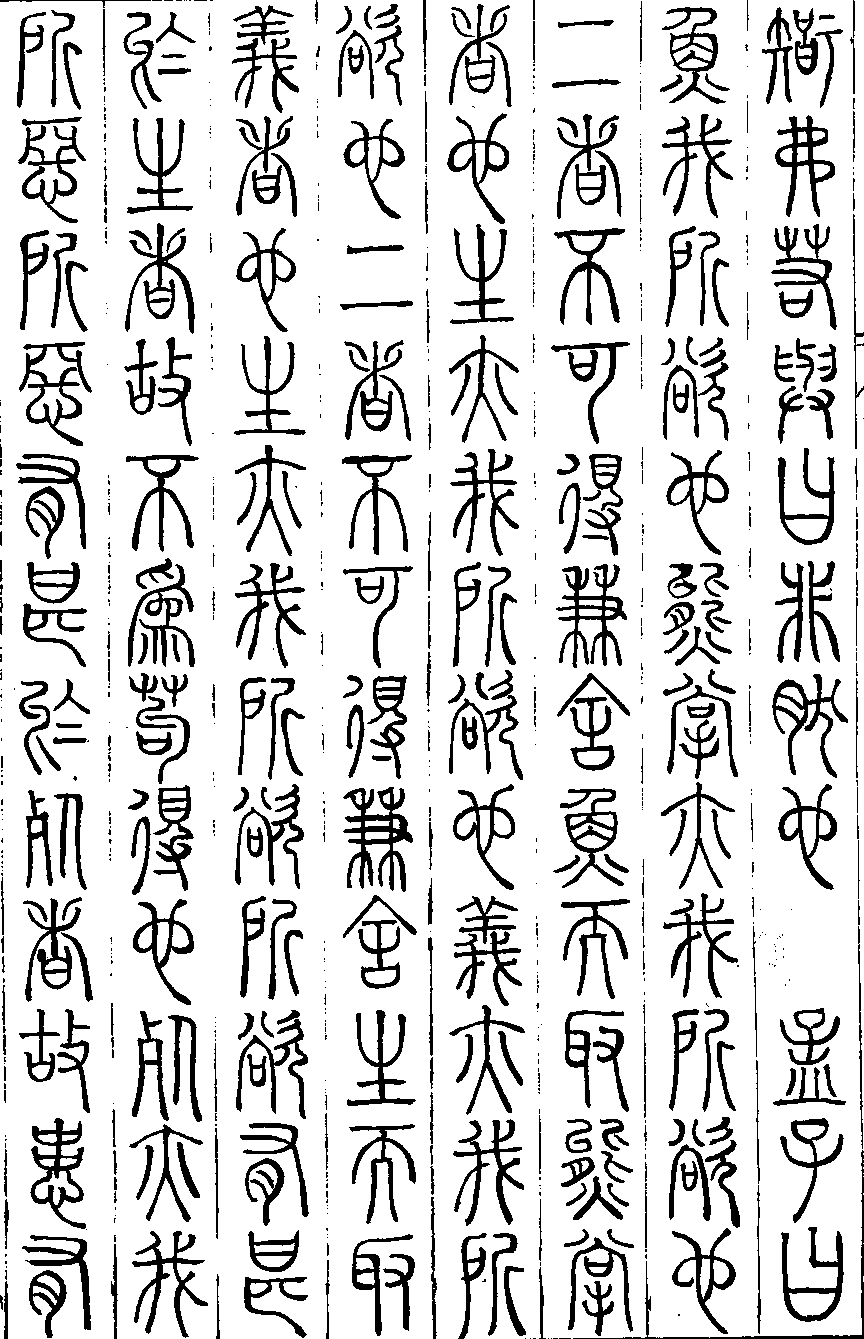 智弗若與曰非然也　孟子曰
魚我所欲也熊掌亦我所欲也
二者不可得兼舍魚而取熊掌
者也生亦我所欲也義亦我所
欲也二者不可得兼舍生而取
義者也生亦我所欲所欲有甚
於生者故不爲苟得也死亦我
所惡所惡有甚於死者故患有